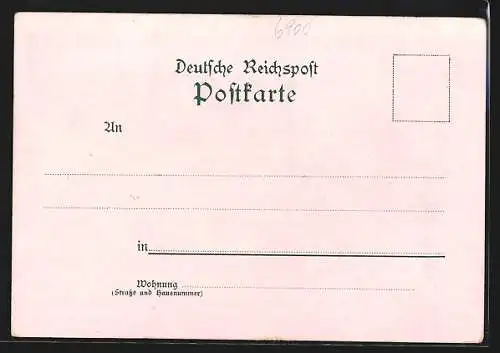 6900
Deutsche Reichspost
Postkarte
An
in
Wohnung
(Straße und Hausnummer)